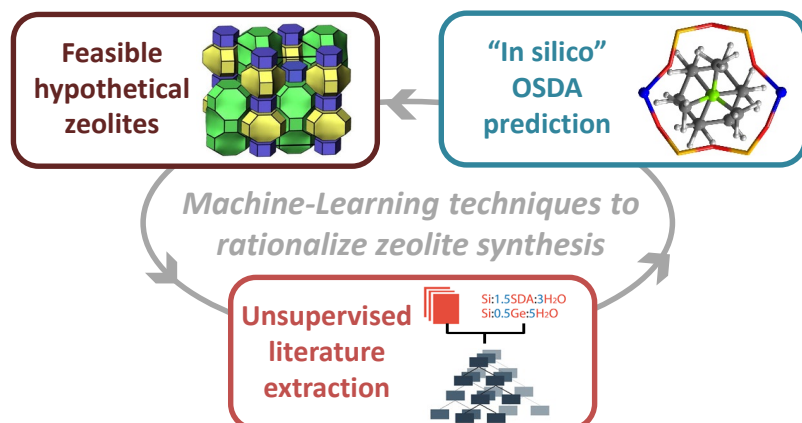 Feasible
hypothetical
zeolites
“In silico”
OSDA
prediction
Machine-Learning techniques to
rationalize zeolite synthesis
Unsupervised
literature
extraction
Si:1.5SDA:3H2O
Si:0.5Ge:5H2O